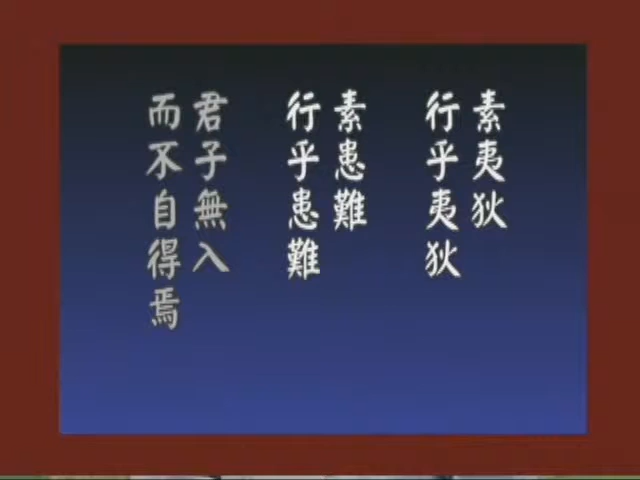 素夷狄
行乎夷狄
素患難
行乎患難
君子無入
而不自得焉